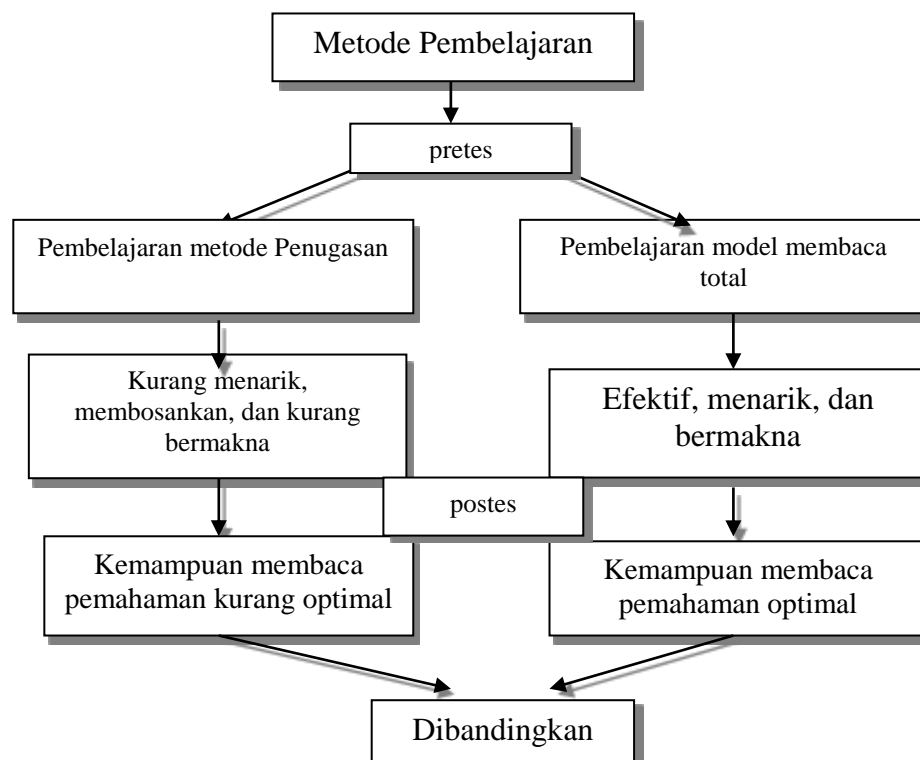 Metode Pembelajaran
pretes
Pembelajaran metode Penugasan
Pembelajaran model membaca
total
Kurang menarik,
membosankan, dan kurang
bermakna
Efektif, menarik, dan
bermakna
postes
Kemampuan membaca
pemahaman kurang optimal
Kemampuan membaca
pemahaman optimal
Dibandingkan